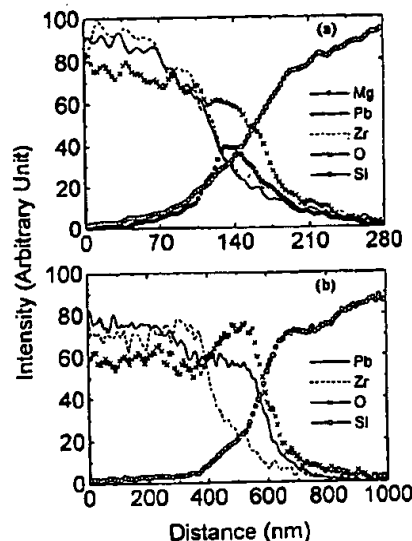 100
80
60
40
20
0
(a)
Mg
Pb
Zr
O
SI
0 70 140 210 280
Intensity (Arbitrary Unit)
100
80
60
40
20
0
(b)
Pb
Zr
O
SI
0 200 400 600 800 1000
Distance (nm)